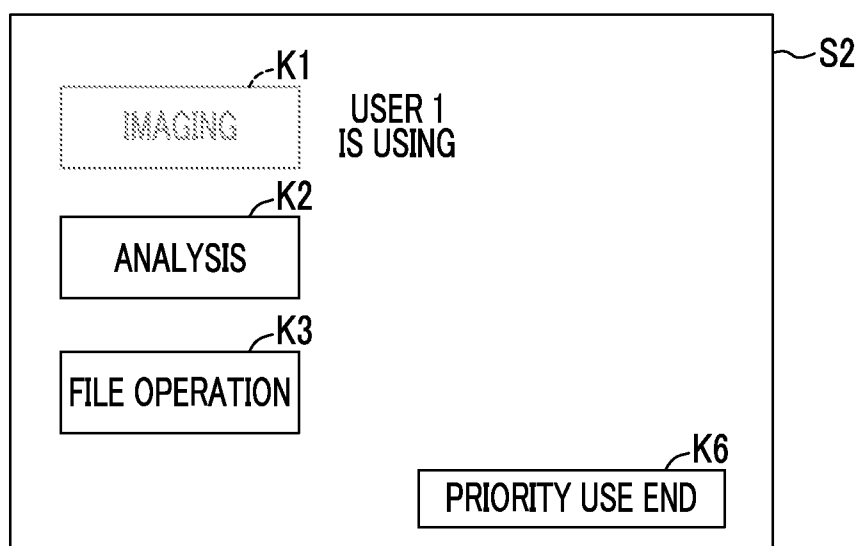 S2
K1
IMAGING
USER 1
IS USING
K2
ANALYSIS
K3
FILE OPERATION
K6
PRIORITY USE END